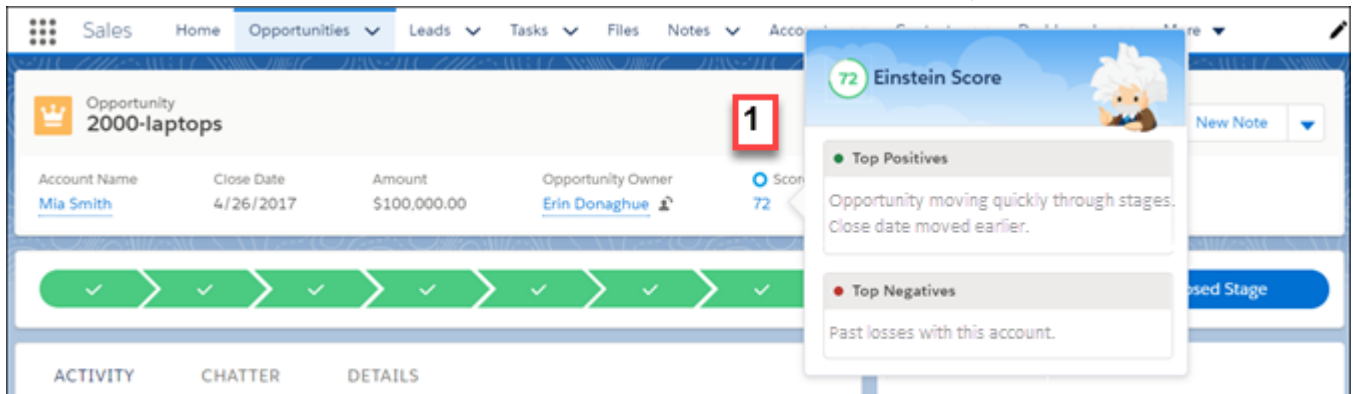 Sales Home Opportunities Leads Tasks Files Notes
Opportunity
2000-laptops
1
New Note
Account Name Close Date Amount Opportunity Owner
Mia Smith 4/26/2017 $100,000.00 Erin Donaghue 72
72 Einstein Score
Top Positives
Opportunity moving quickly through stages.
Close date moved earlier.
Top Negatives
Past losses with this account.
Stage
ACTIVITY CHATTER DETAILS